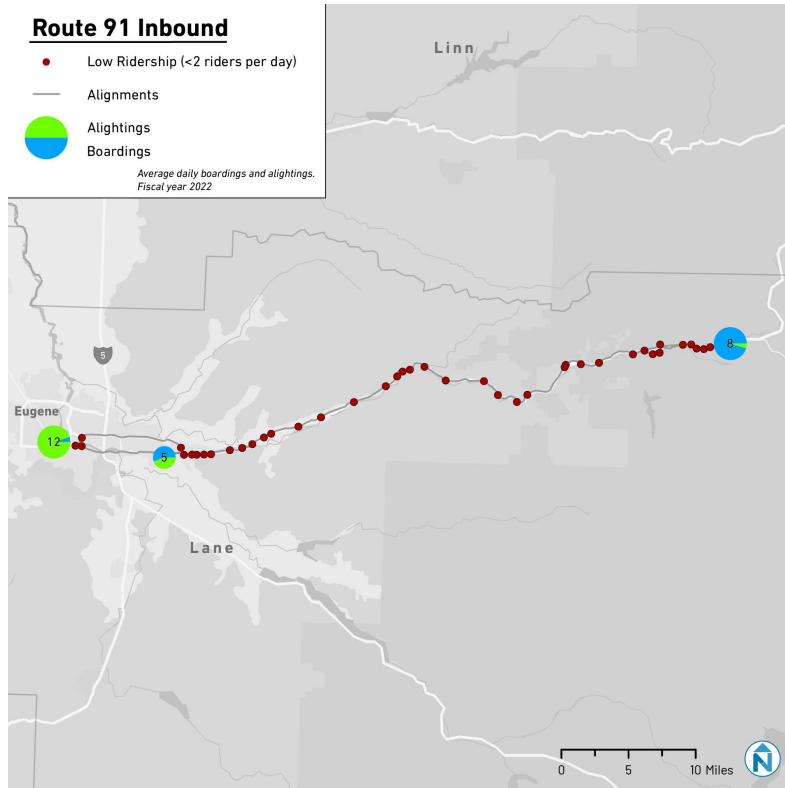 Route 91 Inbound
Low Ridership (<2 riders per day)
Alignments
Alightings
Boardings
Average daily boardings and alightings.
Fiscal year 2022
Linn
5
8
Eugene
12
5
Lane
0 5 10 Miles
N